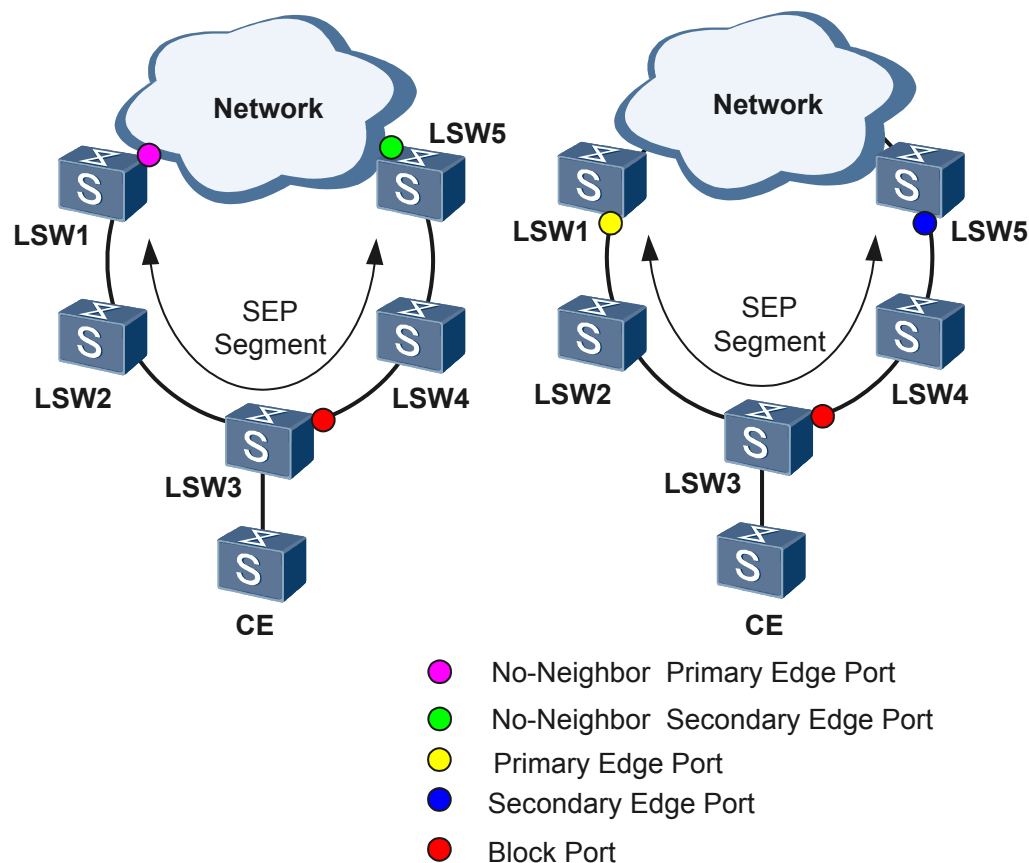 Network
LSW5
S
S
LSW1
SEP
Segment
S
S
LSW2
LSW4
S
LSW3
S
CE
Network
S
S
LSW1
LSW5
SEP
Segment
S
S
LSW2
LSW4
S
LSW3
S
CE
No-Neighbor Primary Edge Port
No-Neighbor Secondary Edge Port
Primary Edge Port
Secondary Edge Port
Block Port